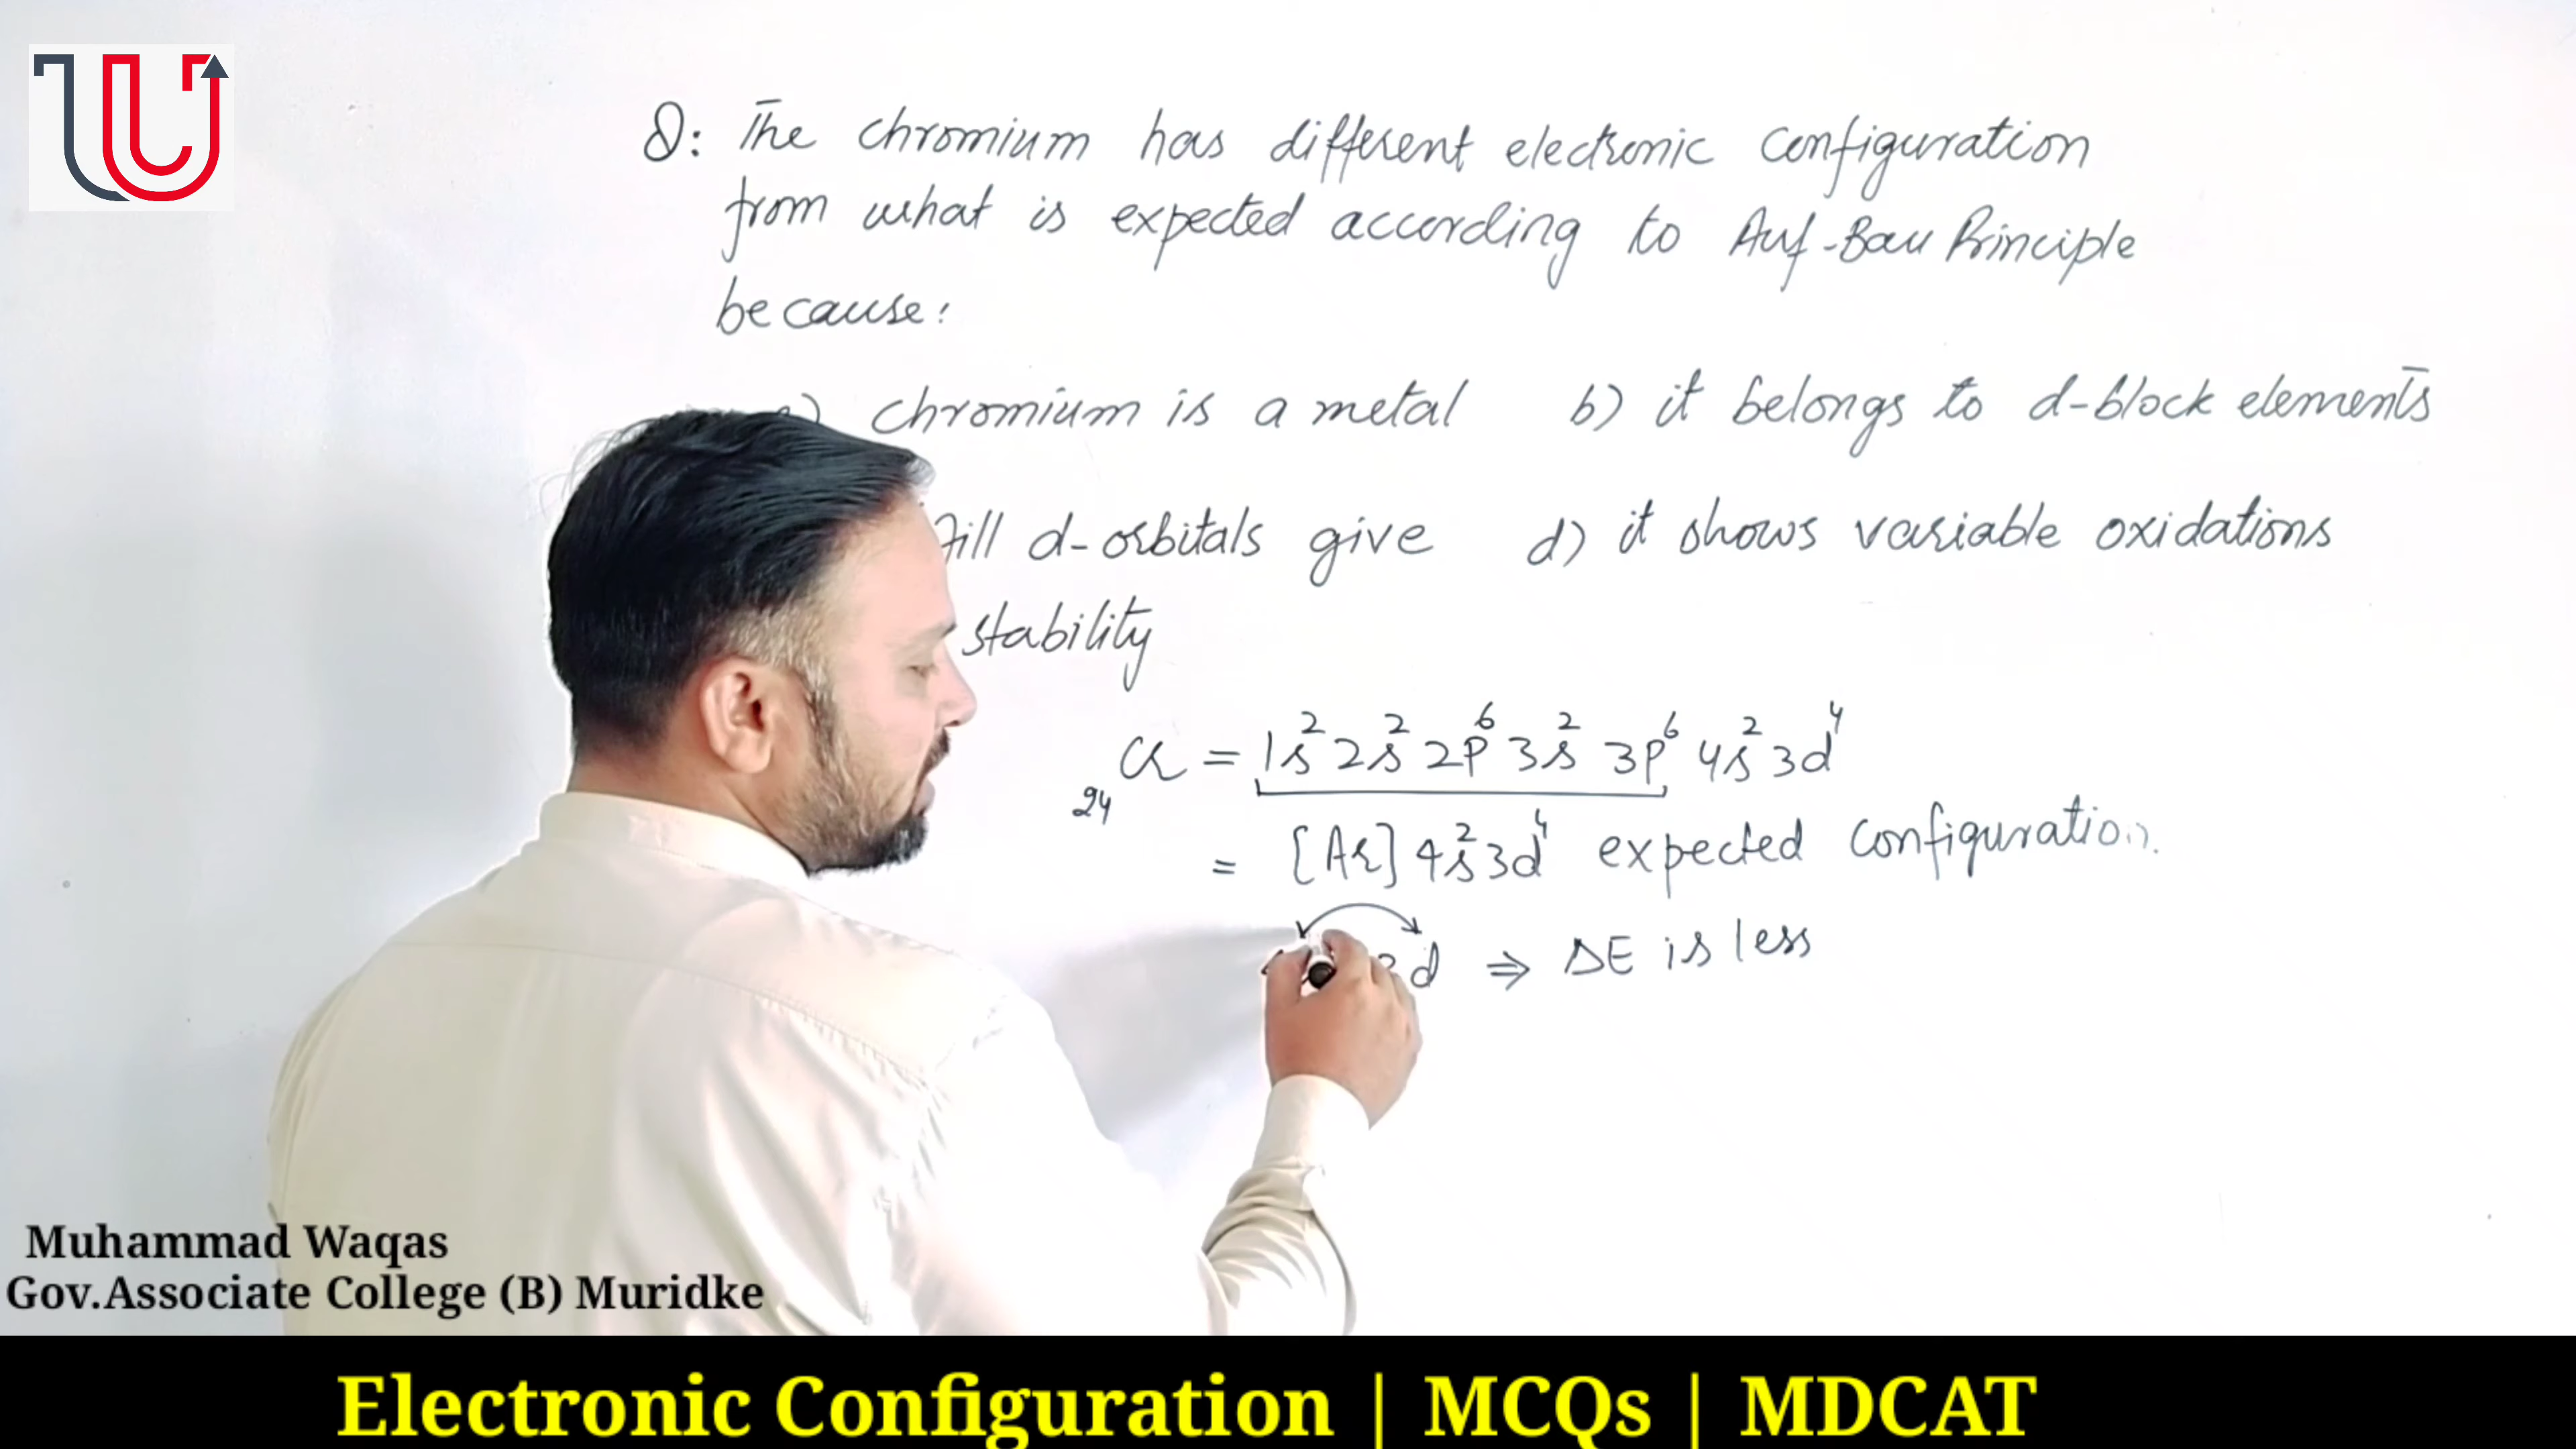 Q: The chromium has different electronic configuration
from what is expected according to Auf-Bau Principle
because:
chromium is a metal b) it belongs to d-block elements
fill d-orbitals give d) it shows variable oxidations
stability
₂₄Cr = 1s² 2s² 2p⁶ 3s² 3p⁶ 4s² 3d⁴
= [Ar] 4s² 3d⁴ expected configuration.
d ⇒ ΔE is less
Muhammad Waqas
Gov.Associate College (B) Muridke
Electronic Configuration | MCQs | MDCAT